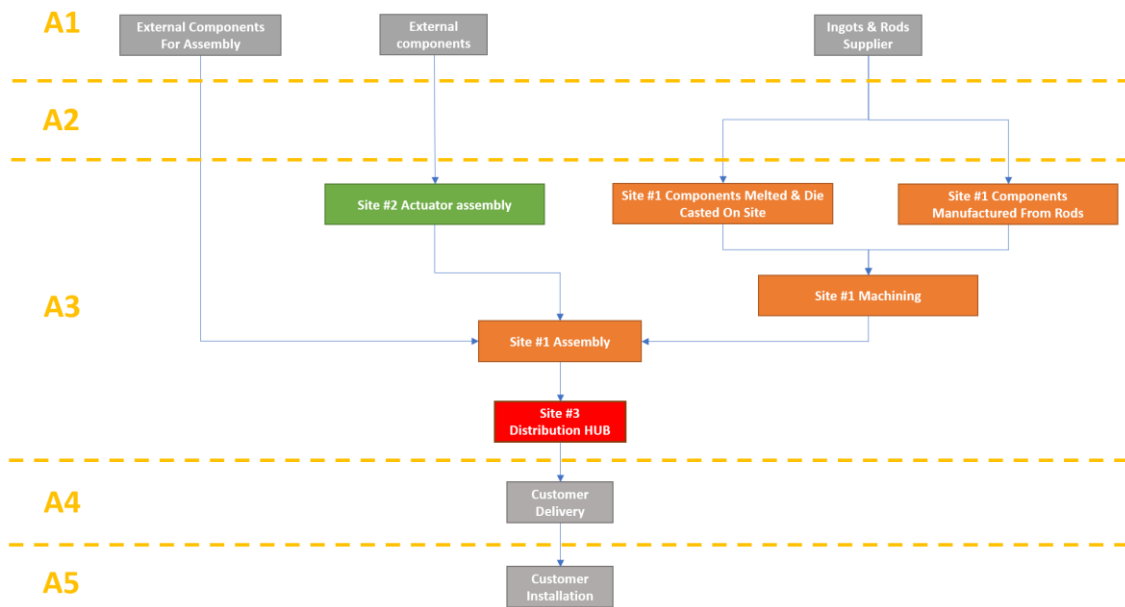 A1
External Components
For Assembly
External
components
Ingots & Rods
Supplier
A2
A3
Site #2 Actuator assembly
Site #1 Components Melted & Die
Casted On Site
Site #1 Components
Manufactured From Rods
Site #1 Machining
Site #1 Assembly
Site #3
Distribution HUB
A4
Customer
Delivery
A5
Customer
Installation